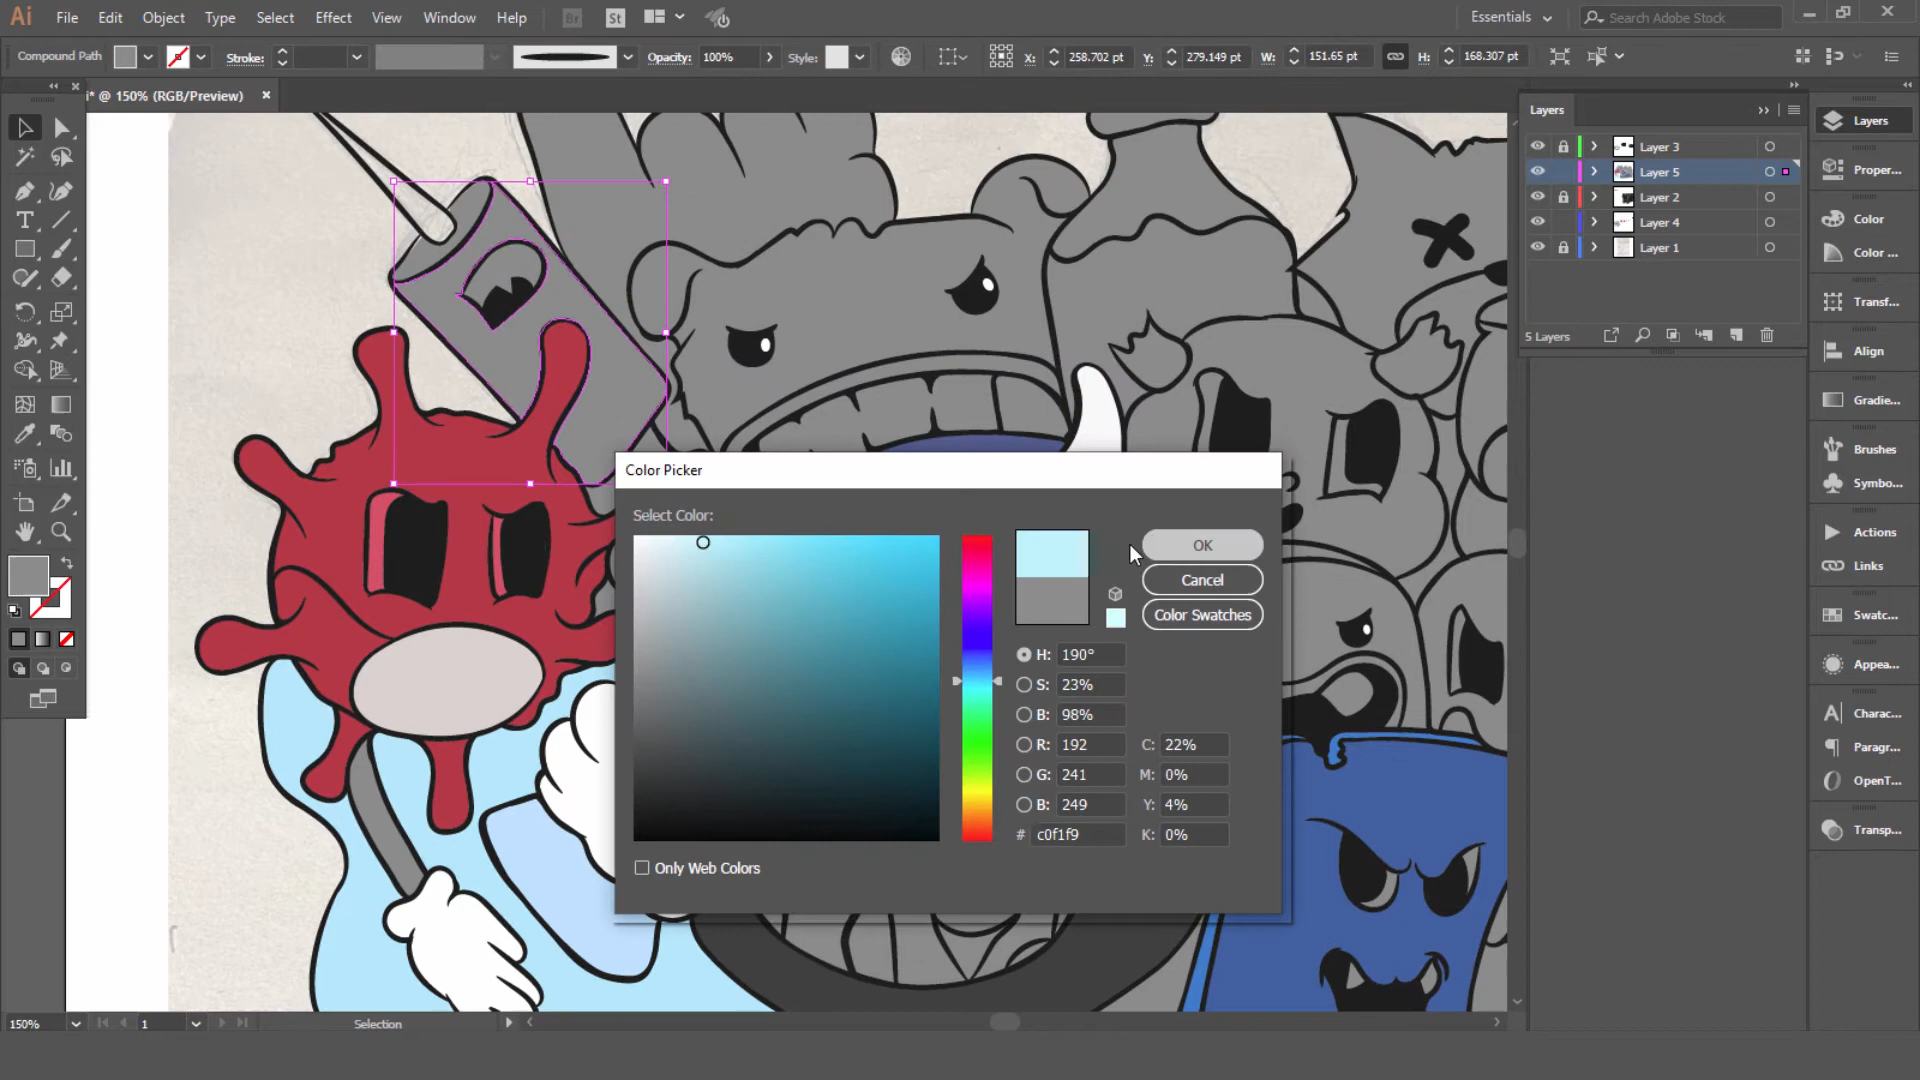 Ai File Edit Object Type Select Effect View Window Help Br St Essentials Search Adobe Stock
Compound Path Stroke: Opacity: 100% Style: X: 258.702 pt Y: 279.149 pt W: 151.65 pt H: 168.307 pt
i* @ 150% (RGB/Preview)
Layers
Layer 3
Layer 5
Layer 2
Layer 4
Layer 1
5 Layers
Layers
Proper...
Color
Color ...
Transf...
Align
Gradie...
Brushes
Symbo...
Actions
Links
Swatc...
Appea...
Charac...
Paragr...
OpenT...
Transp...
Color Picker
Select Color:
OK
Cancel
Color Swatches
H: 190°
S: 23%
B: 98%
R: 192 C: 22%
G: 241 M: 0%
B: 249 Y: 4%
# c0f1f9 K: 0%
Only Web Colors
150% 1 Selection